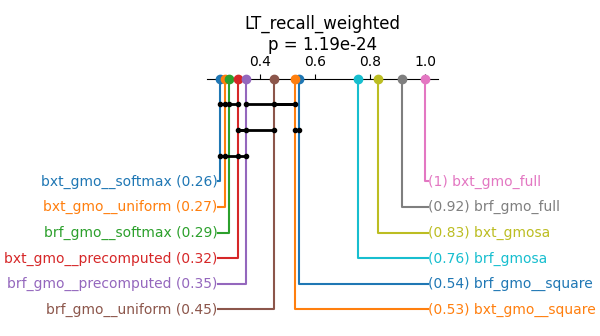 LT_recall_weighted
p = 1.19e-24
0.4 0.6 0.8 1.0
bxt_gmo__softmax (0.26)
(1) bxt_gmo_full
bxt_gmo__uniform (0.27)
(0.92) brf_gmo_full
brf_gmo__softmax (0.29)
(0.83) bxt_gmosa
bxt_gmo__precomputed (0.32)
(0.76) brf_gmosa
brf_gmo__precomputed (0.35)
(0.54) brf_gmo__square
brf_gmo__uniform (0.45)
(0.53) bxt_gmo__square